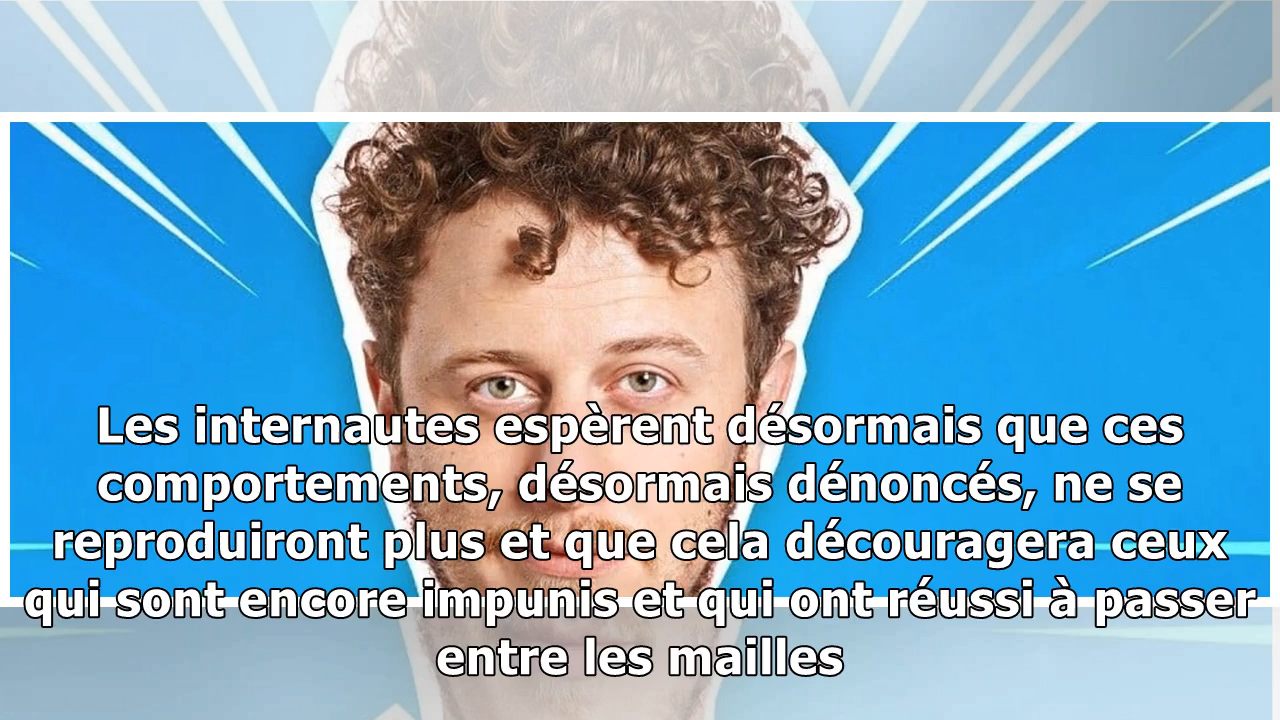 Les internautes espèrent désormais que ces
comportements, désormais dénoncés, ne se
reproduiront plus et que cela découragera ceux
qui sont encore impunis et qui ont réussi à passer
entre les mailles